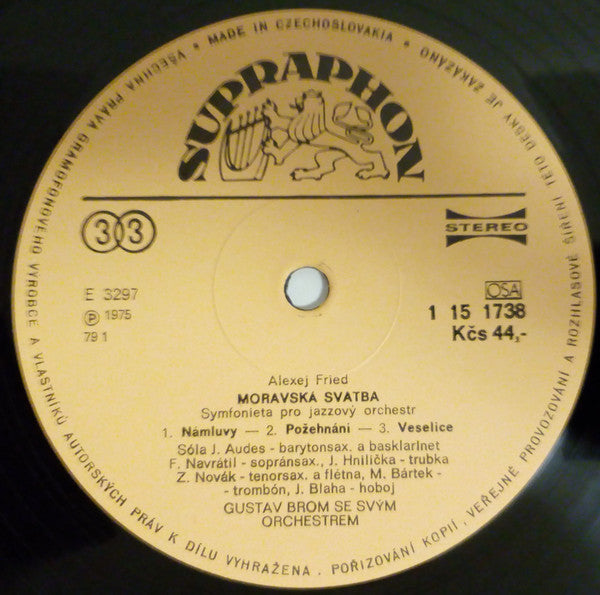 • MADE IN CZECHOSLOVAKIA •
SUPRAPHON
33
STEREO
E 3297
Ⓟ 1975
79 1
OSA
1 15 1738
Kčs 44,-
Alexej Fried
MORAVSKÁ SVATBA
Symfonieta pro jazzový orchestr
1. Námluvy — 2. Požehnání — 3. Veselice
Sóla J. Audes - barytonsax. a basklarinet
F. Navrátil - sopránsax., J. Hnilička - trubka
Z. Novák - tenorsax. a flétna, M. Bártek -
- trombón, J. Blaha - hoboj
GUSTAV BROM SE SVÝM
ORCHESTREM
VŠECHNA PRÁVA GRAMOFONOVÉHO VÝROBCE A VLASTNÍKŮ AUTORSKÝCH PRÁV K DÍLU VYHRAŽENA . POŘIZOVÁNÍ KOPIÍ, VEŘEJNÉ PROVOZOVÁNÍ A ROZHLASOVÉ ŠÍŘENÍ TÉTO DESKY JE ZAKÁZÁNO